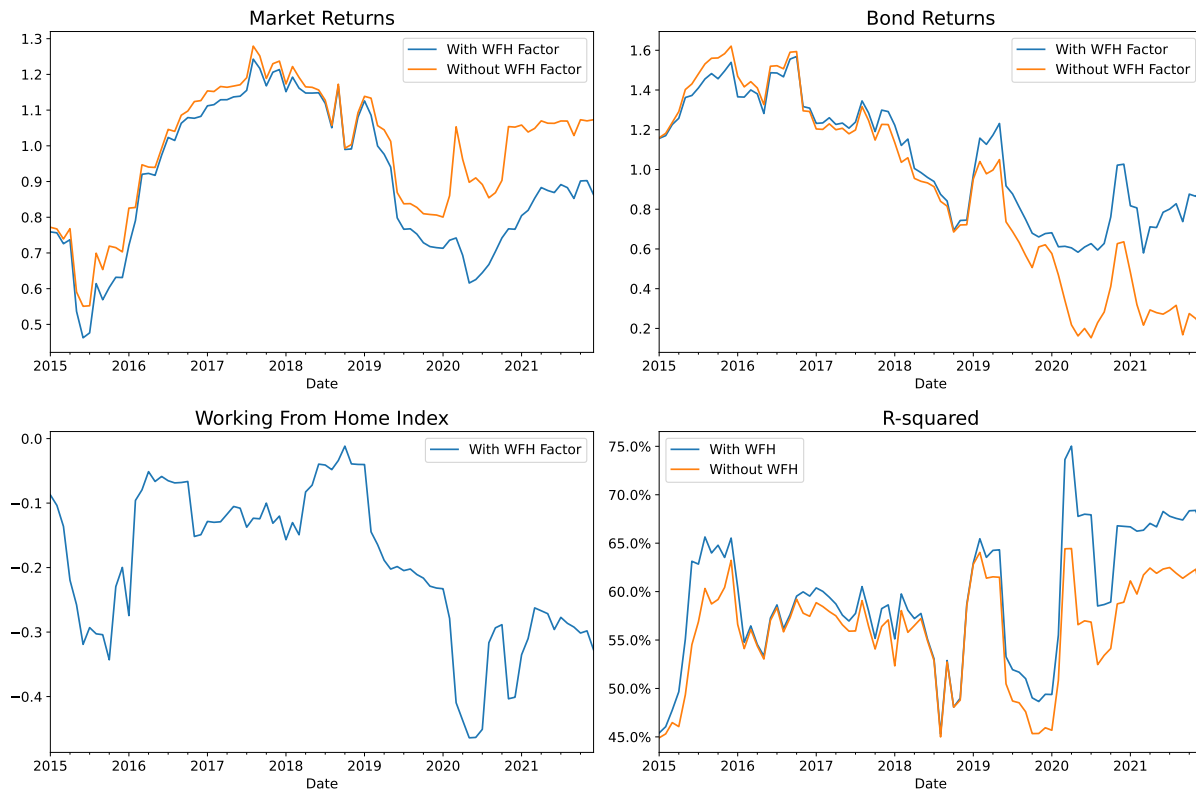 Market Returns
1.3
1.2
1.1
1.0
0.9
0.8
0.7
0.6
0.5
With WFH Factor
Without WFH Factor
2015 2016 2017 2018 2019 2020 2021
Date
Bond Returns
1.6
1.4
1.2
1.0
0.8
0.6
0.4
0.2
With WFH Factor
Without WFH Factor
2015 2016 2017 2018 2019 2020 2021
Date
Working From Home Index
0.0
−0.1
−0.2
−0.3
−0.4
With WFH Factor
2015 2016 2017 2018 2019 2020 2021
Date
R-squared
75.0%
70.0%
65.0%
60.0%
55.0%
50.0%
45.0%
With WFH
Without WFH
2015 2016 2017 2018 2019 2020 2021
Date